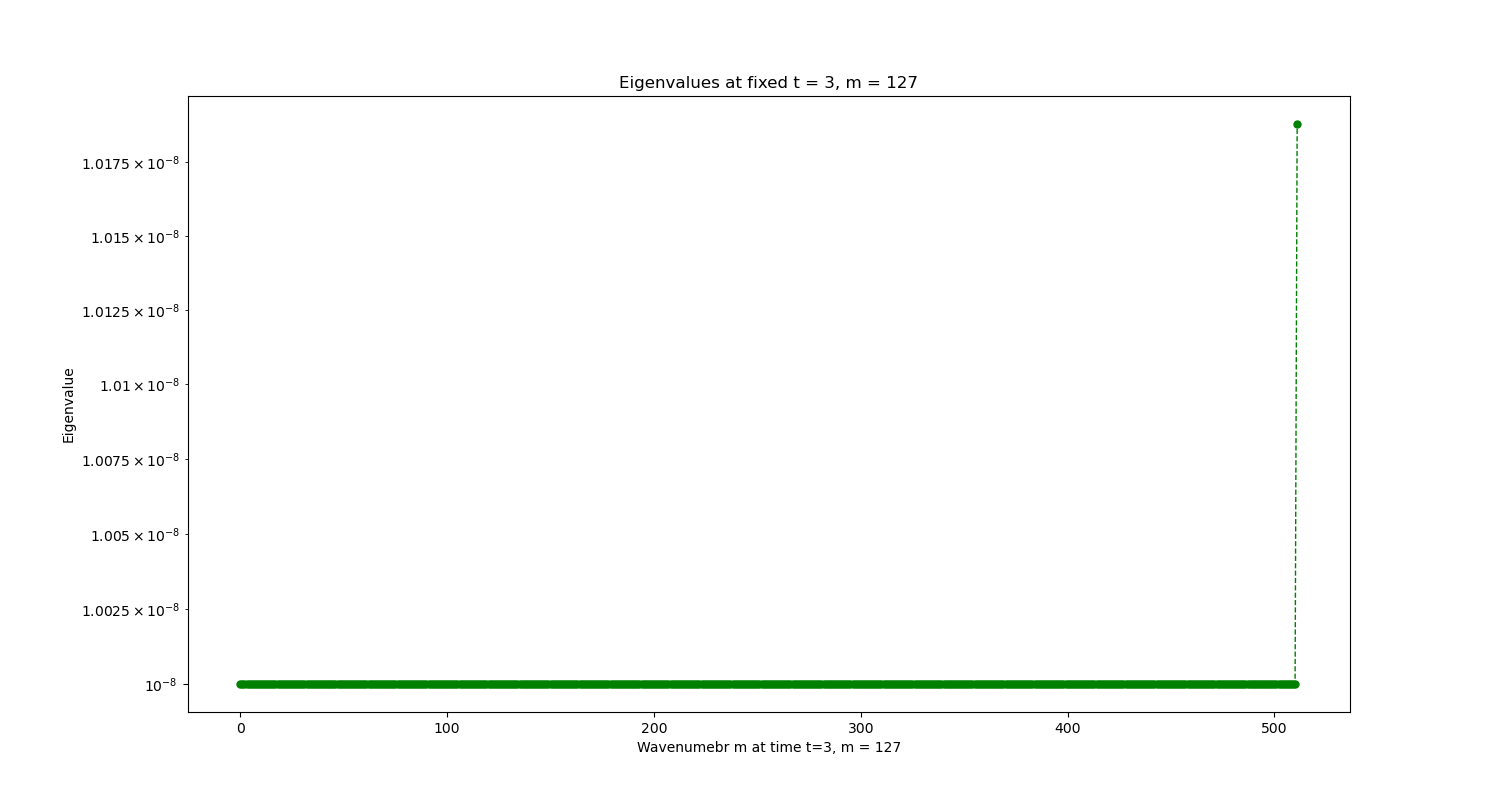 Eigenvalues at fixed t = 3, m = 127
Eigenvalue
1.0175 × 10⁻⁸
1.015 × 10⁻⁸
1.0125 × 10⁻⁸
1.01 × 10⁻⁸
1.0075 × 10⁻⁸
1.005 × 10⁻⁸
1.0025 × 10⁻⁸
10⁻⁸
0 100 200 300 400 500
Wavenumebr m at time t=3, m = 127